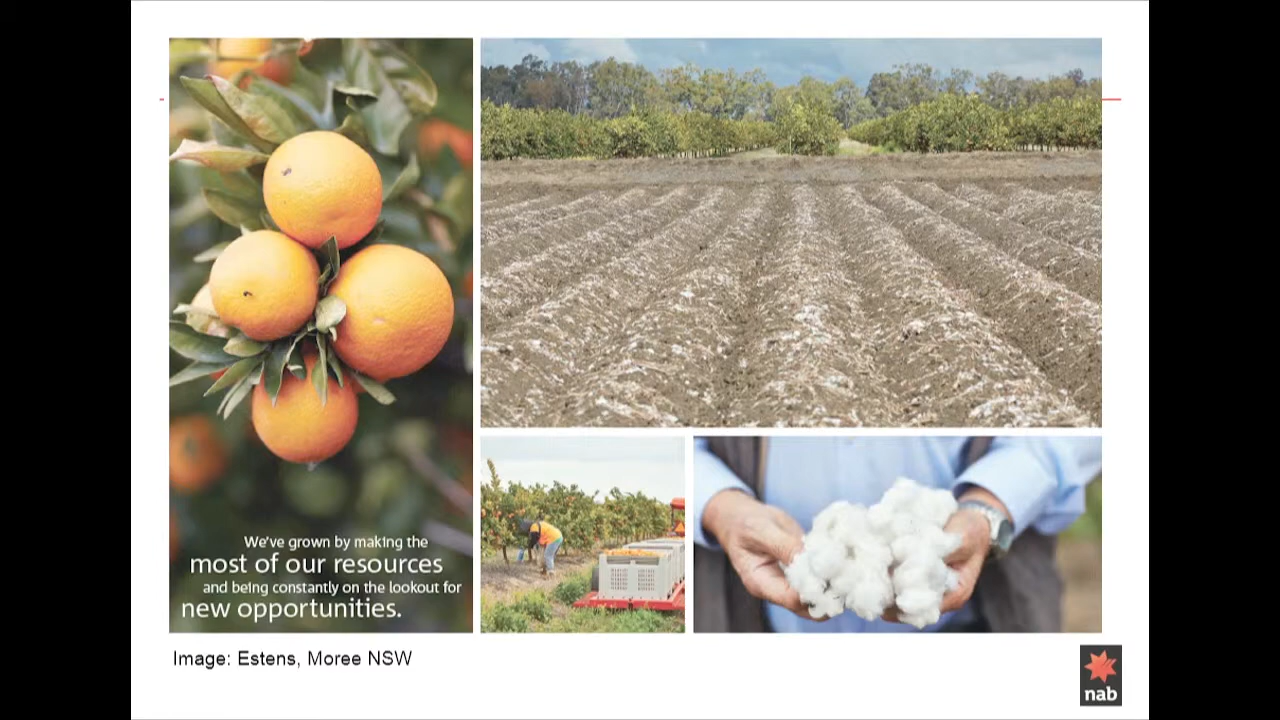 We've grown by making the
most of our resources
and being constantly on the lookout for
new opportunities.
Image: Estens, Moree NSW
nab